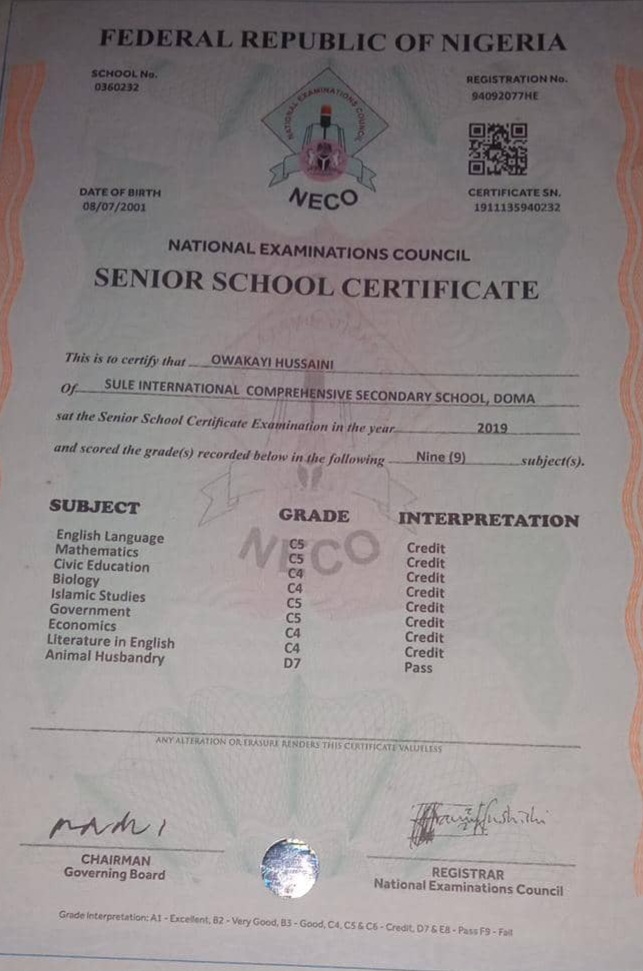 FEDERAL REPUBLIC OF NIGERIA
SCHOOL No.
0360232
REGISTRATION No.
94092077HE
NATIONAL EXAMINATIONS COUNCIL
NECO
DATE OF BIRTH
08/07/2001
CERTIFICATE SN.
1911135940232
NATIONAL EXAMINATIONS COUNCIL
SENIOR SCHOOL CERTIFICATE
This is to certify that OWAKAYI HUSSAINI
Of SULE INTERNATIONAL COMPREHENSIVE SECONDARY SCHOOL, DOMA
sat the Senior School Certificate Examination in the year 2019
and scored the grade(s) recorded below in the following Nine (9) subject(s).
SUBJECT GRADE INTERPRETATION
English Language C5 Credit
Mathematics C5 Credit
Civic Education C4 Credit
Biology C4 Credit
Islamic Studies C5 Credit
Government C5 Credit
Economics C4 Credit
Literature in English C4 Credit
Animal Husbandry D7 Pass
NECO
ANY ALTERATION OR ERASURE RENDERS THIS CERTIFICATE VALUELESS
CHAIRMAN
Governing Board
REGISTRAR
National Examinations Council
Grade Interpretation: A1 - Excellent, B2 - Very Good, B3 - Good, C4, C5 & C6 - Credit, D7 & E8 - Pass F9 - Fail